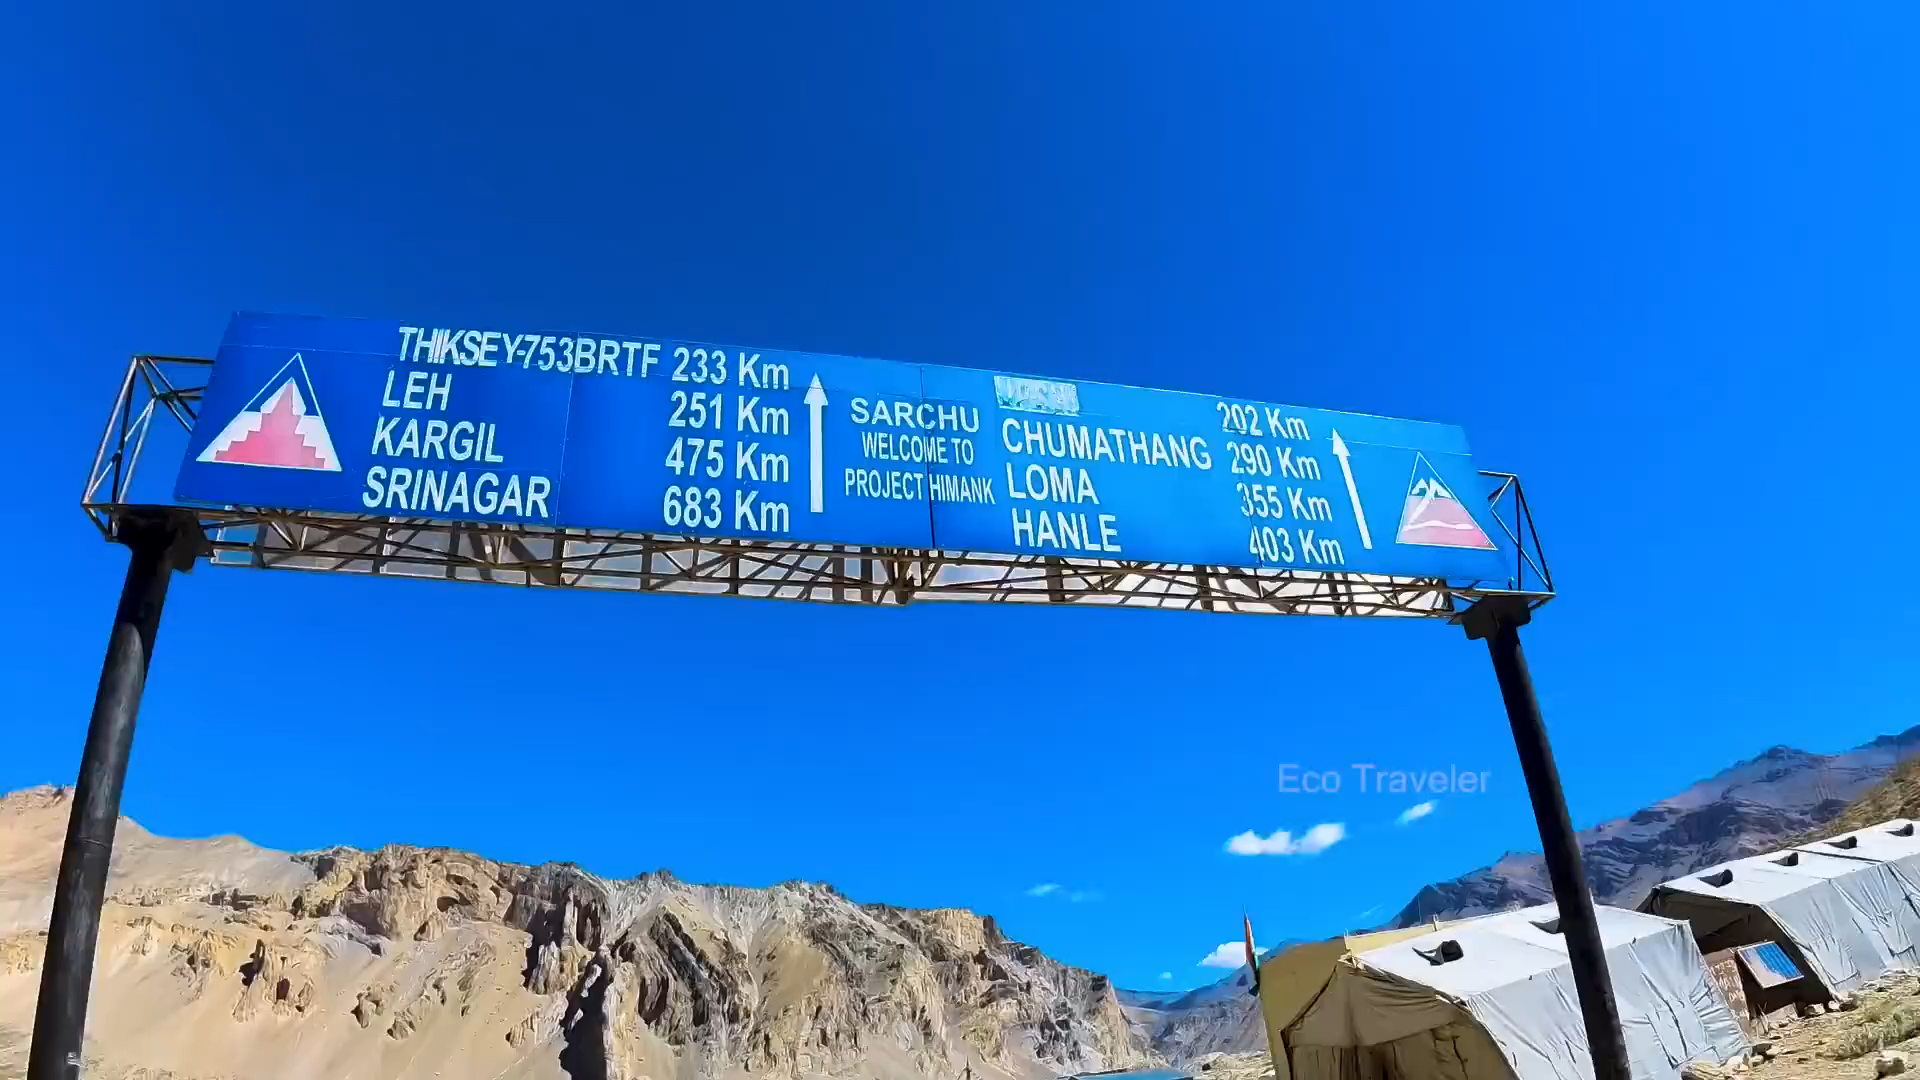 THIKSEY-753BRTF 233 Km
LEH 251 Km
KARGIL 475 Km
SRINAGAR 683 Km
SARCHU
WELCOME TO
PROJECT HIMANK
202 Km
CHUMATHANG 290 Km
LOMA 355 Km
HANLE 403 Km
Eco Traveler